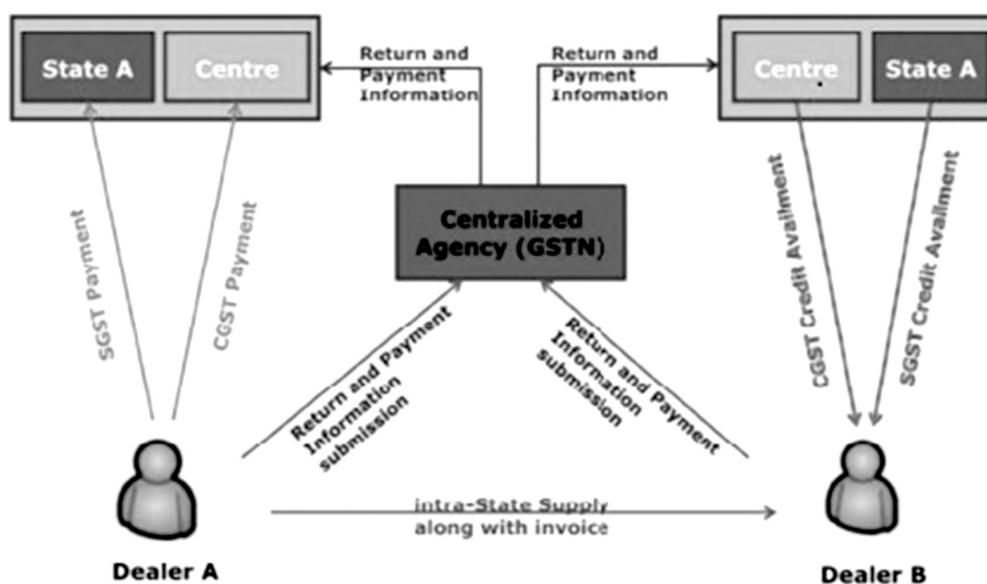 State A
Centre
Return and
Payment
Information
Return and
Payment
Information
Centre
State A
Centralized
Agency (GSTN)
SGST Payment
CGST Payment
CGST Credit Availment
SGST Credit Availment
Return and Payment
Information
submission
Return and Payment
Information
submission
intra-State Supply
along with invoice
Dealer A
Dealer B